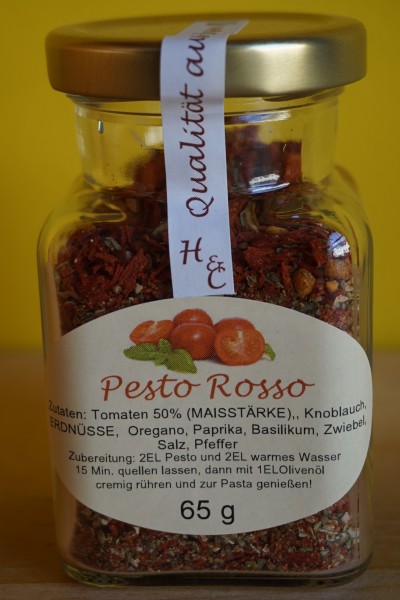 Qualität aus
H & C
Pesto Rosso
Zutaten: Tomaten 50% (MAISSTÄRKE),, Knoblauch,
ERDNÜSSE, Oregano, Paprika, Basilikum, Zwiebel,
Salz, Pfeffer
Zubereitung: 2EL Pesto und 2EL warmes Wasser
15 Min. quellen lassen, dann mit 1ELOlivenöl
cremig rühren und zur Pasta genießen!
65 g